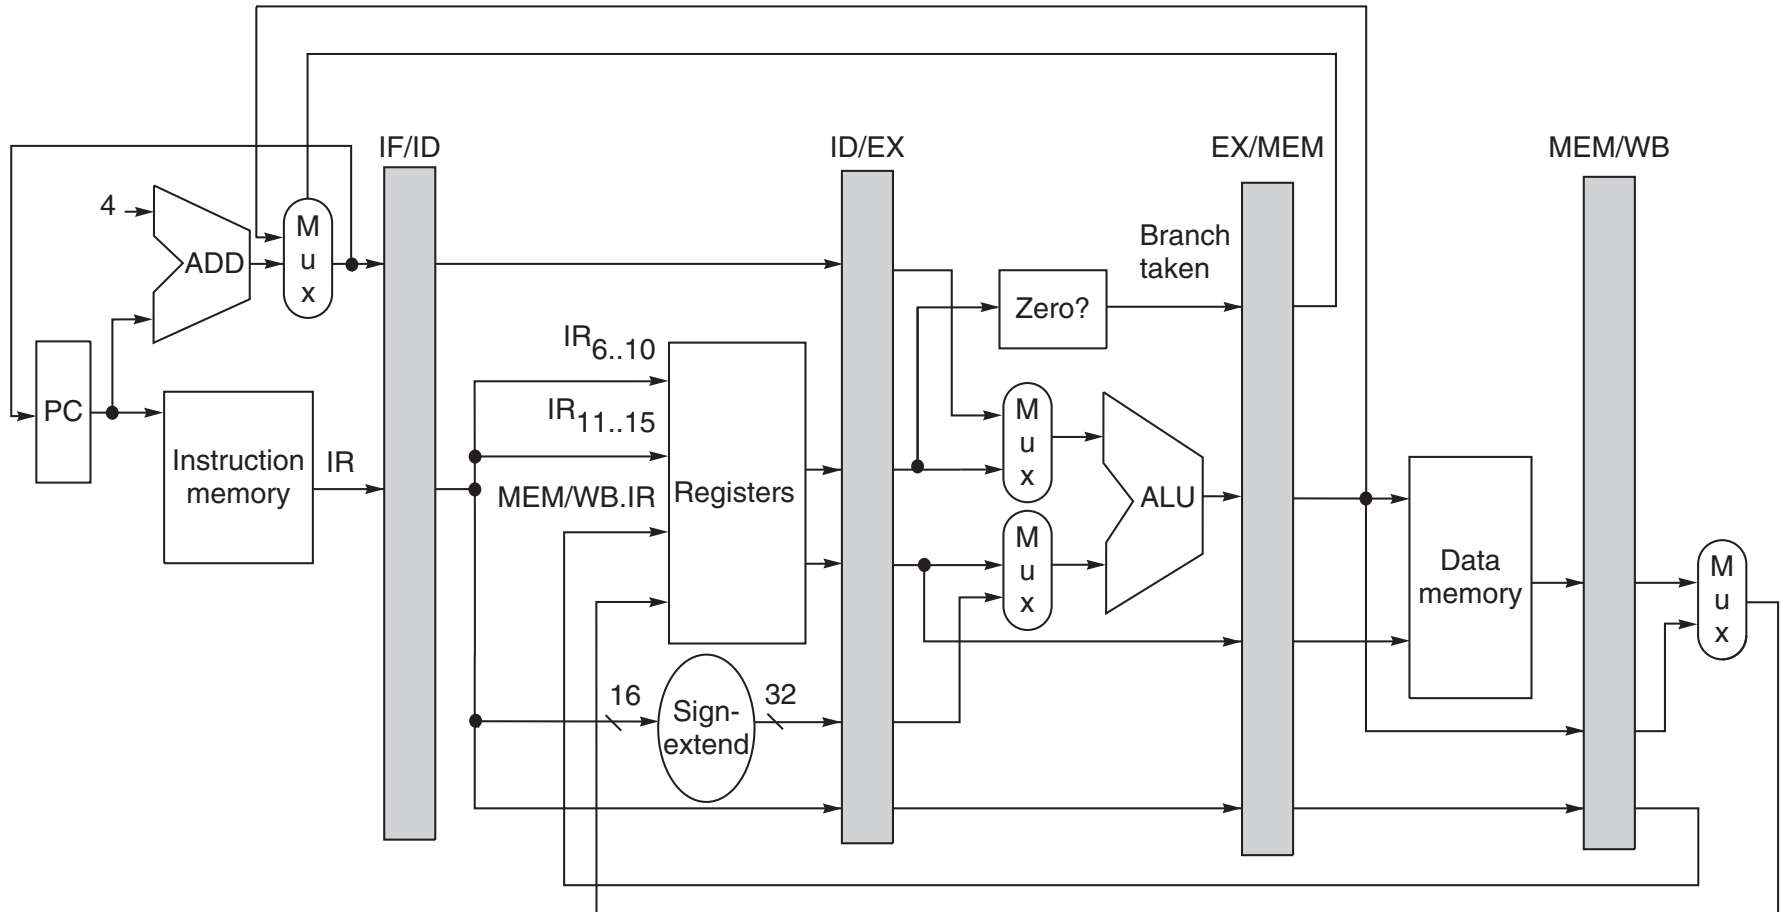 IF/ID
ID/EX
EX/MEM
MEM/WB
4
ADD
M
u
x
Branch
taken
Zero?
IR6..10
IR11..15
MEM/WB.IR
PC
Instruction
memory
IR
Registers
M
u
x
ALU
M
u
x
Data
memory
M
u
x
16
Sign-
extend
32